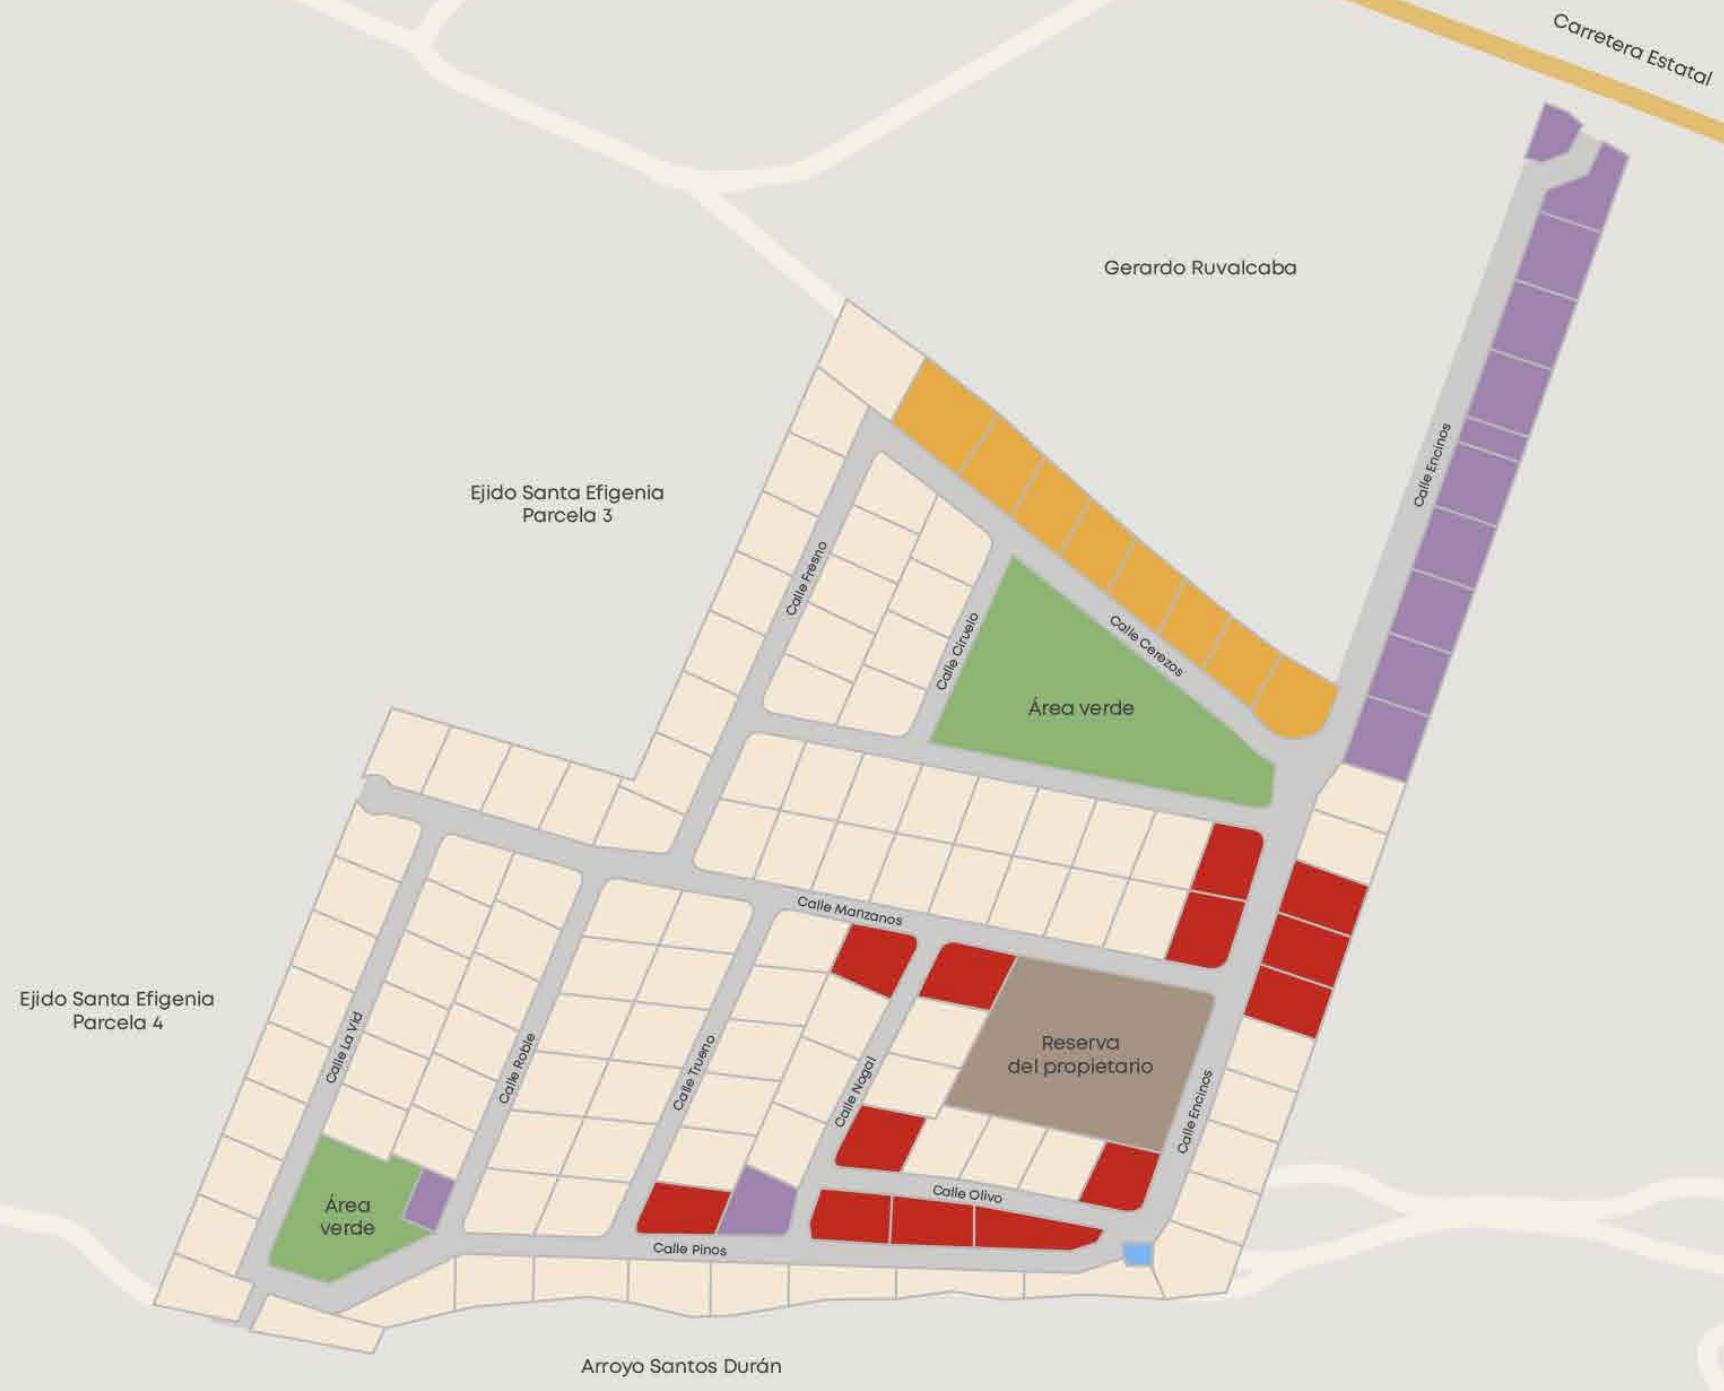 Carretera Estatal
Gerardo Ruvalcaba
Calle Encinos
Ejido Santa Efigenia
Parcela 3
Calle Fresno
Calle Ciruelo
Calle Cerezos
Área verde
Calle Manzanos
Ejido Santa Efigenia
Parcela 4
Calle La Vid
Calle Roble
Calle Trueno
Calle Nogal
Reserva
del propietario
Calle Encinos
Área
verde
Calle Olivo
Calle Pinos
Arroyo Santos Durán